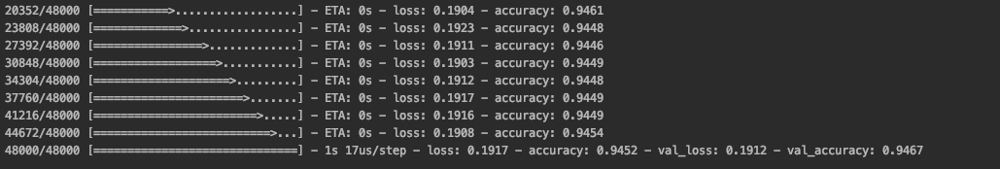 20352/48000 [===========>..................] - ETA: 0s - loss: 0.1904 - accuracy: 0.9461
23808/48000 [=============>................] - ETA: 0s - loss: 0.1923 - accuracy: 0.9448
27392/48000 [================>.............] - ETA: 0s - loss: 0.1911 - accuracy: 0.9446
30848/48000 [==================>...........] - ETA: 0s - loss: 0.1903 - accuracy: 0.9449
34304/48000 [====================>.........] - ETA: 0s - loss: 0.1912 - accuracy: 0.9448
37760/48000 [======================>.......] - ETA: 0s - loss: 0.1917 - accuracy: 0.9449
41216/48000 [========================>.....] - ETA: 0s - loss: 0.1916 - accuracy: 0.9449
44672/48000 [==========================>...] - ETA: 0s - loss: 0.1908 - accuracy: 0.9454
48000/48000 [==============================] - 1s 17us/step - loss: 0.1917 - accuracy: 0.9452 - val_loss: 0.1912 - val_accuracy: 0.9467